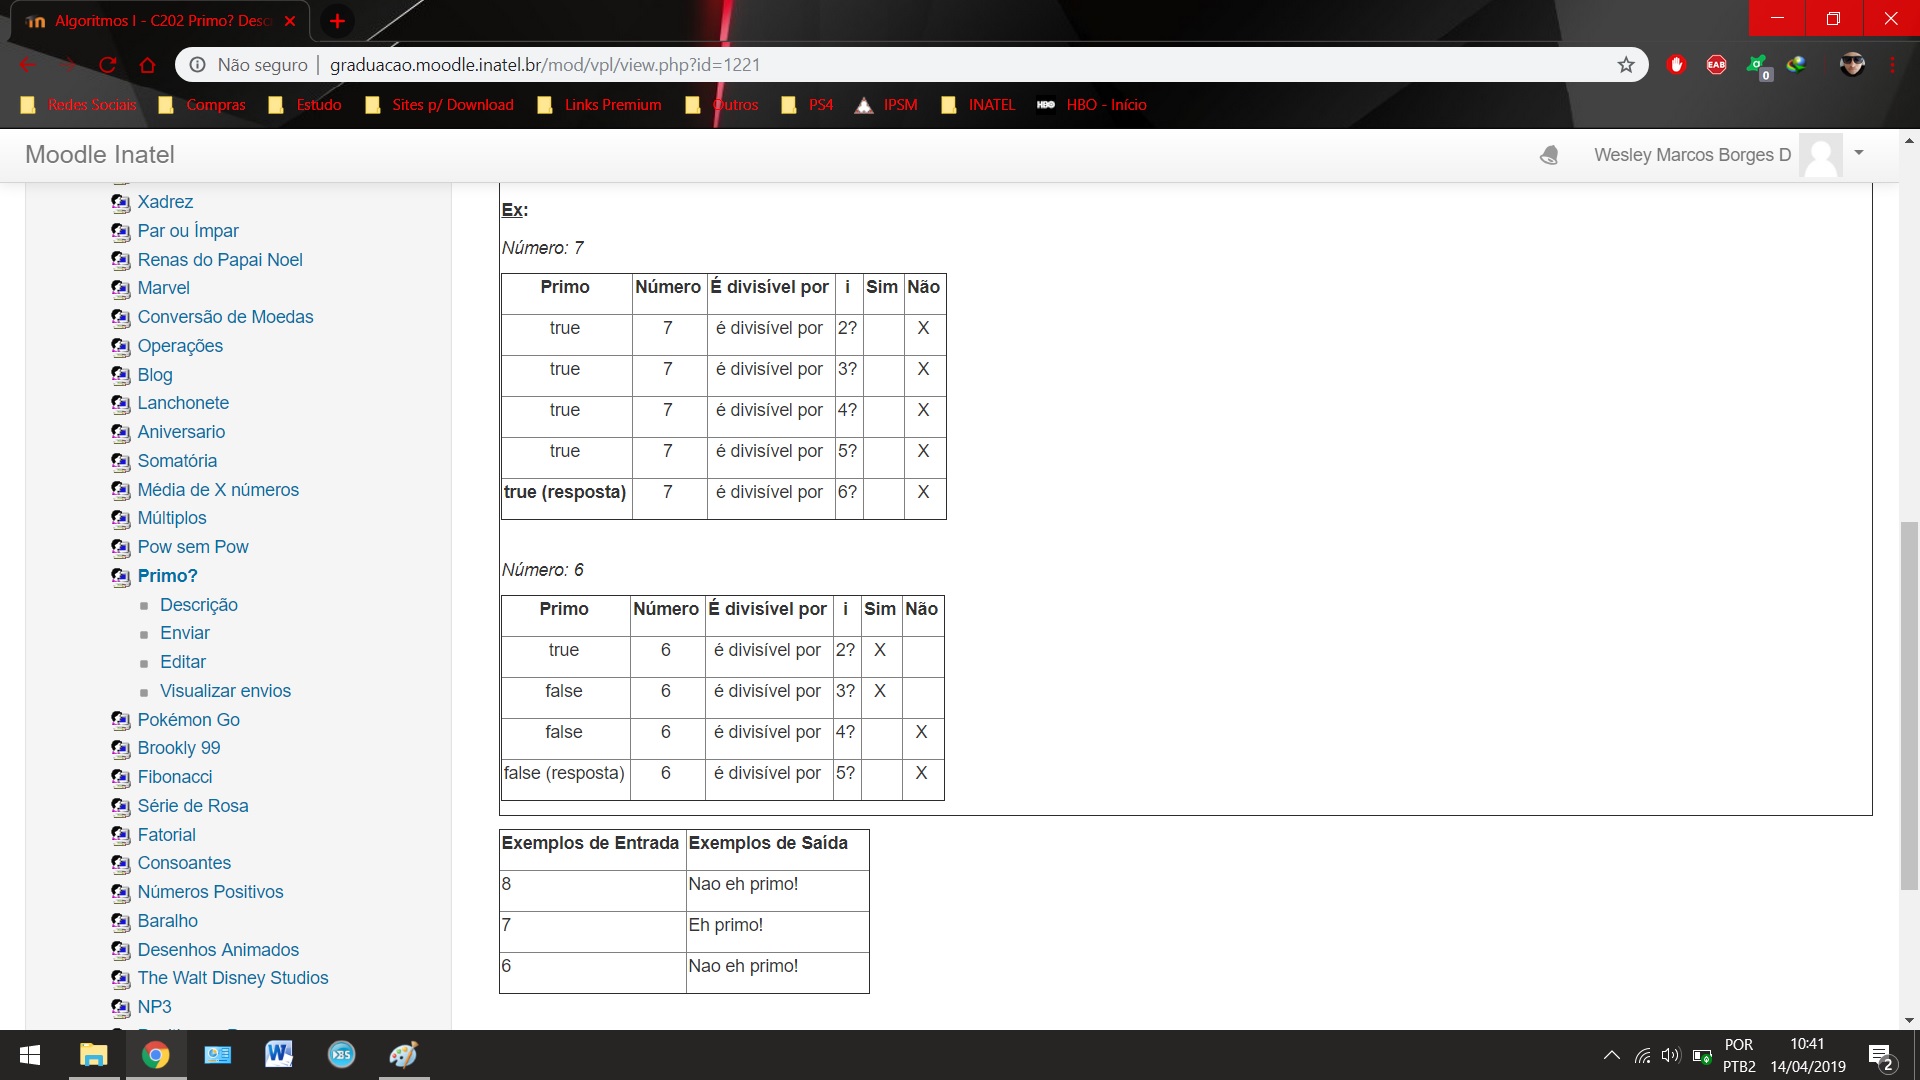 Algoritmos I - C202 Primo? Desc
Não seguro | graduacao.moodle.inatel.br/mod/vpl/view.php?id=1221
EAB
0
Redes Sociais Compras Estudo Sites p/ Download Links Premium Outros PS4 IPSM INATEL HBO HBO - Início
Moodle Inatel
Wesley Marcos Borges D
Xadrez
Par ou Ímpar
Renas do Papai Noel
Marvel
Conversão de Moedas
Operações
Blog
Lanchonete
Aniversario
Somatória
Média de X números
Múltiplos
Pow sem Pow
Primo?
Descrição
Enviar
Editar
Visualizar envios
Pokémon Go
Brookly 99
Fibonacci
Série de Rosa
Fatorial
Consoantes
Números Positivos
Baralho
Desenhos Animados
The Walt Disney Studios
NP3
Ex:
Número: 7
Primo Número É divisível por i Sim Não
true 7 é divisível por 2? X
true 7 é divisível por 3? X
true 7 é divisível por 4? X
true 7 é divisível por 5? X
true (resposta) 7 é divisível por 6? X
Número: 6
Primo Número É divisível por i Sim Não
true 6 é divisível por 2? X
false 6 é divisível por 3? X
false 6 é divisível por 4? X
false (resposta) 6 é divisível por 5? X
Exemplos de Entrada Exemplos de Saída
8 Nao eh primo!
7 Eh primo!
6 Nao eh primo!
POR
PTB2
10:41
14/04/2019
2